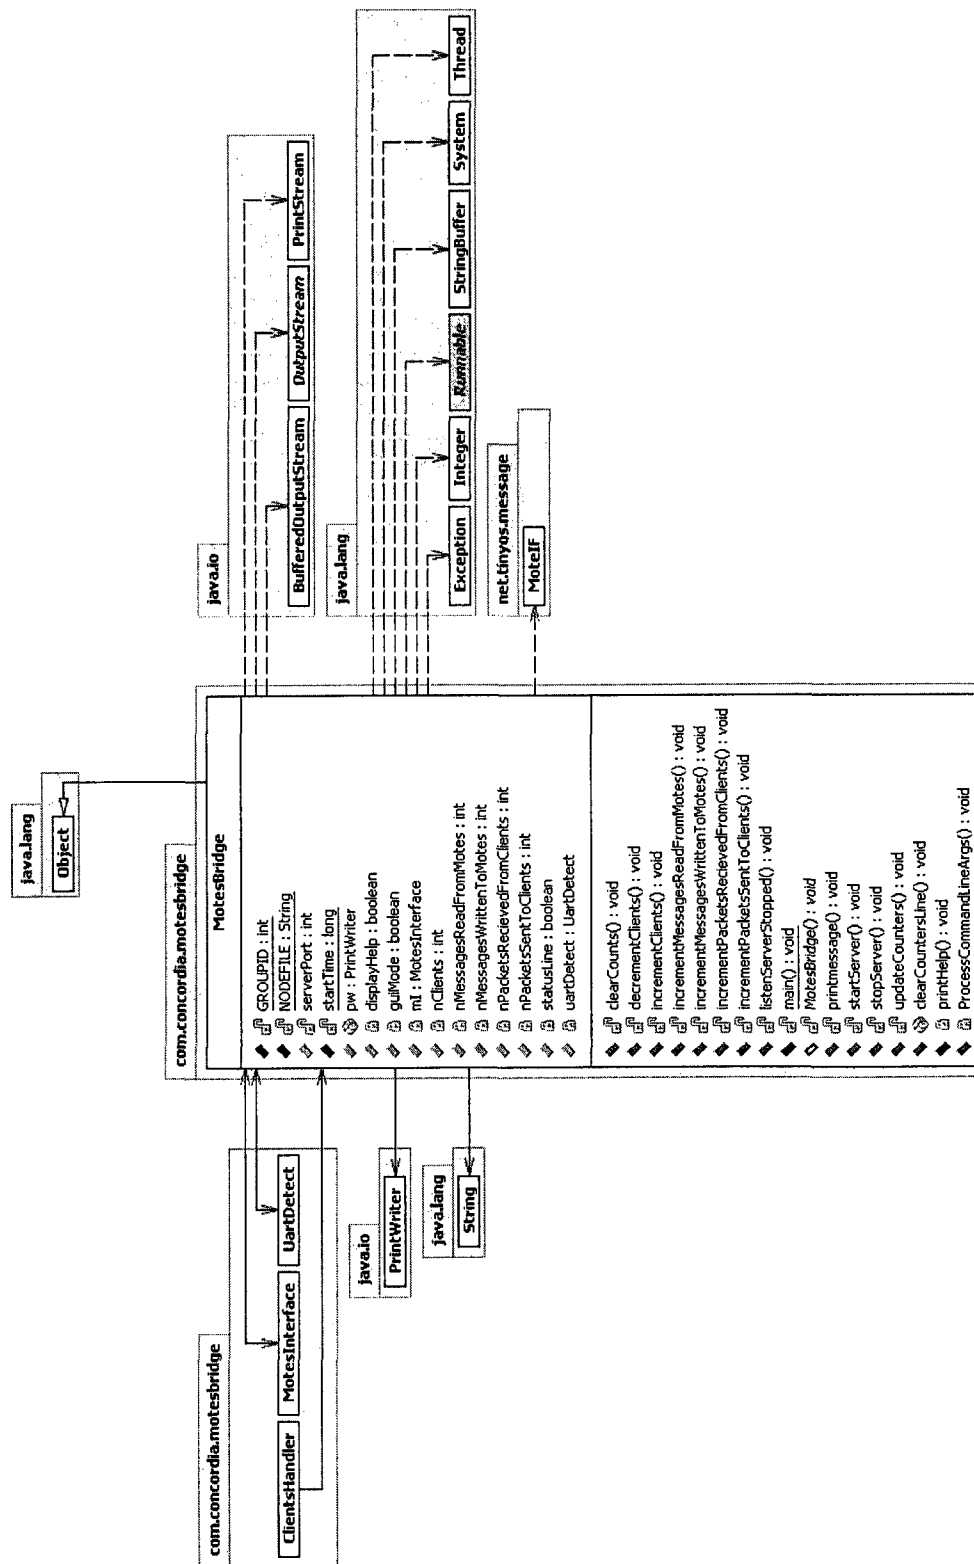 java.lang
Object
com.concordia.motesbridge
ClientsHandler
MotesInterface
UartDetect
java.io
PrintWriter
java.lang
String
com.concordia.motesbridge
MotesBridge
GROUPID : int
NODEFILE : String
serverPort : int
startTime : long
pw : PrintWriter
displayHelp : boolean
guiMode : boolean
mI : MotesInterface
nClients : int
nMessagesReadFromMotes : int
nMessagesWrittenToMotes : int
nPacketsRecievedFromClients : int
nPacketsSentToClients : int
statusLine : boolean
uartDetect : UartDetect
clearCounts() : void
decrementClients() : void
incrementClients() : void
incrementMessagesReadFromMotes() : void
incrementMessagesWrittenToMotes() : void
incrementPacketsRecievedFromClients() : void
incrementPacketsSentToClients() : void
listenServerStopped() : void
main() : void
MotesBridge() : void
printmessage() : void
startServer() : void
stopServer() : void
updateCounters() : void
clearCountersLine() : void
printHelp() : void
ProcessCommandLineArgs() : void
java.io
BufferedOutputStream
OutputStream
PrintStream
java.lang
Exception
Integer
Runnable
StringBuffer
System
Thread
net.tinyos.message
MoteIF